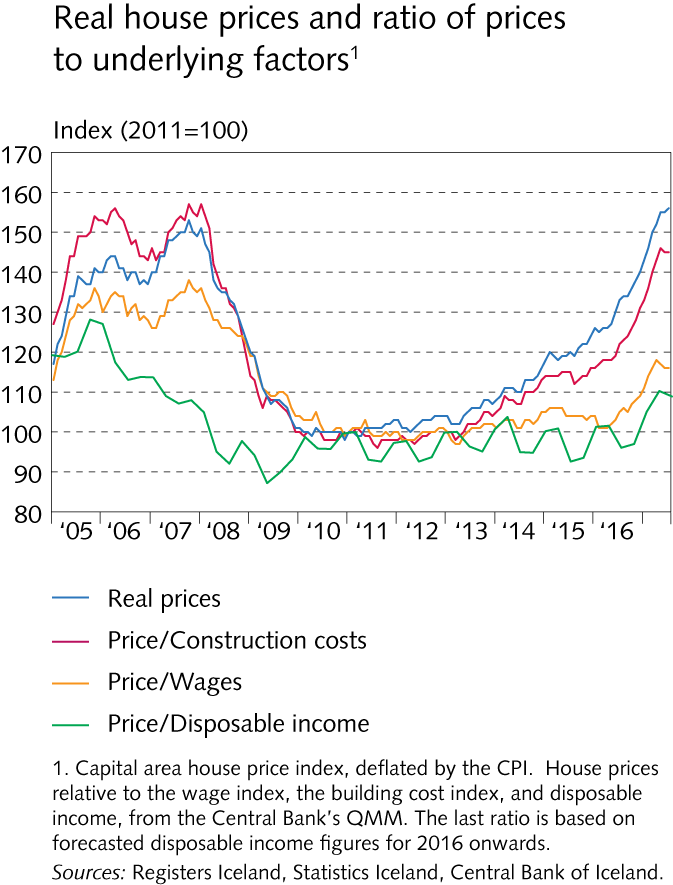 Real house prices and ratio of prices
to underlying factors¹
Index (2011=100)
170
160
150
140
130
120
110
100
90
80
‘05 ‘06 ‘07 ‘08 ‘09 ‘10 ‘11 ‘12 ‘13 ‘14 ‘15 ‘16
Real prices
Price/Construction costs
Price/Wages
Price/Disposable income
1. Capital area house price index, deflated by the CPI.  House prices
relative to the wage index, the building cost index, and disposable
income, from the Central Bank’s QMM. The last ratio is based on
forecasted disposable income figures for 2016 onwards.
Sources: Registers Iceland, Statistics Iceland, Central Bank of Iceland.